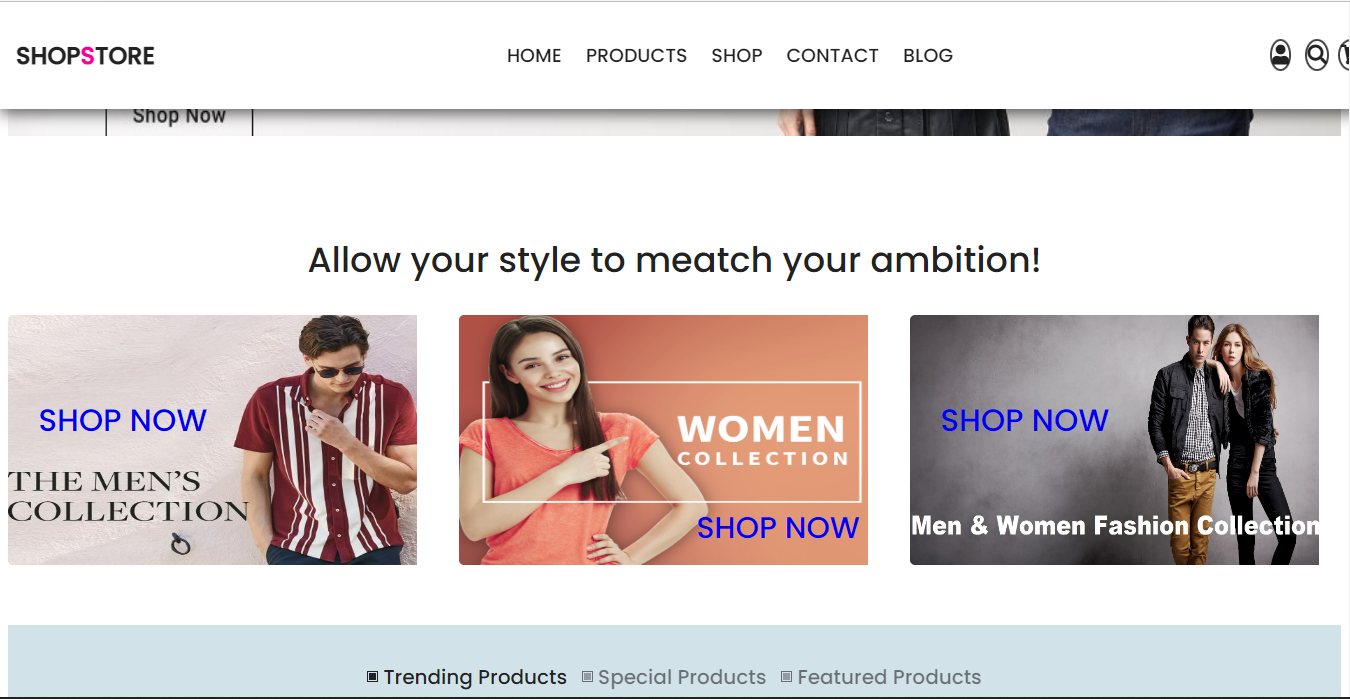 SHOPSTORE
HOME PRODUCTS SHOP CONTACT BLOG
Shop Now
Allow your style to meatch your ambition!
SHOP NOW
THE MEN'S
COLLECTION
WOMEN
COLLECTION
SHOP NOW
SHOP NOW
Men & Women Fashion Collection
Trending Products Special Products Featured Products